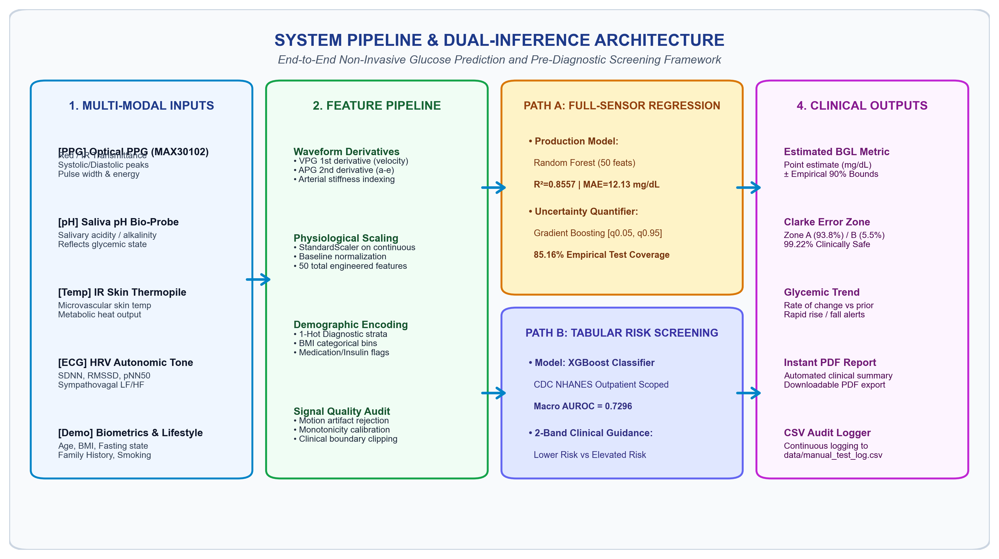 SYSTEM PIPELINE & DUAL-INFERENCE ARCHITECTURE
End-to-End Non-Invasive Glucose Prediction and Pre-Diagnostic Screening Framework
1. MULTI-MODAL INPUTS
[PPG] Optical PPG (MAX30102)
Red / IR Transmittance
Systolic/Diastolic peaks
Pulse width & energy
[pH] Saliva pH Bio-Probe
Salivary acidity / alkalinity
Reflects glycemic state
[Temp] IR Skin Thermopile
Microvascular skin temp
Metabolic heat output
[ECG] HRV Autonomic Tone
SDNN, RMSSD, pNN50
Sympathovagal LF/HF
[Demo] Biometrics & Lifestyle
Age, BMI, Fasting state
Family History, Smoking
2. FEATURE PIPELINE
Waveform Derivatives
• VPG 1st derivative (velocity)
• APG 2nd derivative (a-e)
• Arterial stiffness indexing
Physiological Scaling
• StandardScaler on continuous
• Baseline normalization
• 50 total engineered features
Demographic Encoding
• 1-Hot Diagnostic strata
• BMI categorical bins
• Medication/Insulin flags
Signal Quality Audit
• Motion artifact rejection
• Monotonicity calibration
• Clinical boundary clipping
PATH A: FULL-SENSOR REGRESSION
• Production Model:
Random Forest (50 feats)
R²=0.8557 | MAE=12.13 mg/dL
• Uncertainty Quantifier:
Gradient Boosting [q0.05, q0.95]
85.16% Empirical Test Coverage
PATH B: TABULAR RISK SCREENING
• Model: XGBoost Classifier
CDC NHANES Outpatient Scoped
Macro AUROC = 0.7296
• 2-Band Clinical Guidance:
Lower Risk vs Elevated Risk
4. CLINICAL OUTPUTS
Estimated BGL Metric
Point estimate (mg/dL)
± Empirical 90% Bounds
Clarke Error Zone
Zone A (93.8%) / B (5.5%)
99.22% Clinically Safe
Glycemic Trend
Rate of change vs prior
Rapid rise / fall alerts
Instant PDF Report
Automated clinical summary
Downloadable PDF export
CSV Audit Logger
Continuous logging to
data/manual_test_log.csv